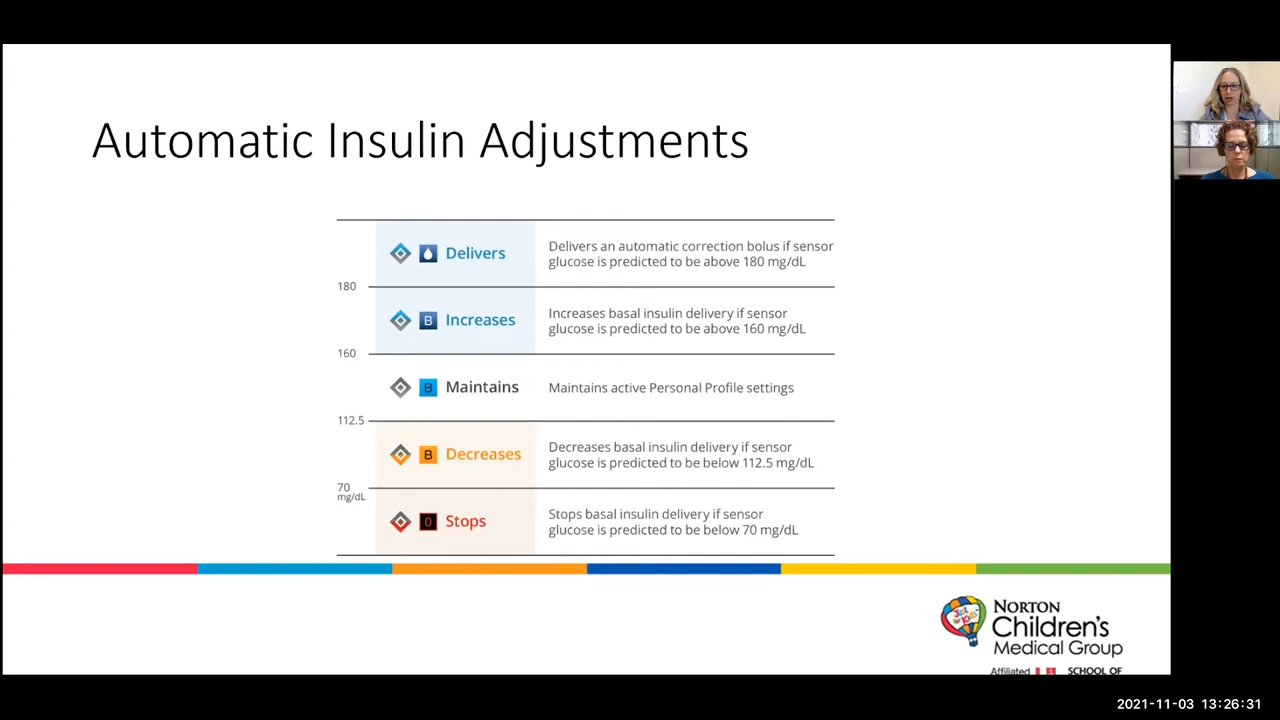 Automatic Insulin Adjustments
Delivers
Delivers an automatic correction bolus if sensor
glucose is predicted to be above 180 mg/dL
180
B Increases
Increases basal insulin delivery if sensor
glucose is predicted to be above 160 mg/dL
160
B Maintains
Maintains active Personal Profile settings
112.5
B Decreases
Decreases basal insulin delivery if sensor
glucose is predicted to be below 112.5 mg/dL
70
mg/dL
0 Stops
Stops basal insulin delivery if sensor
glucose is predicted to be below 70 mg/dL
Just
for Kids
NORTON
Children's
Medical Group
Affiliated
SCHOOL OF
2021-11-03 13:26:31